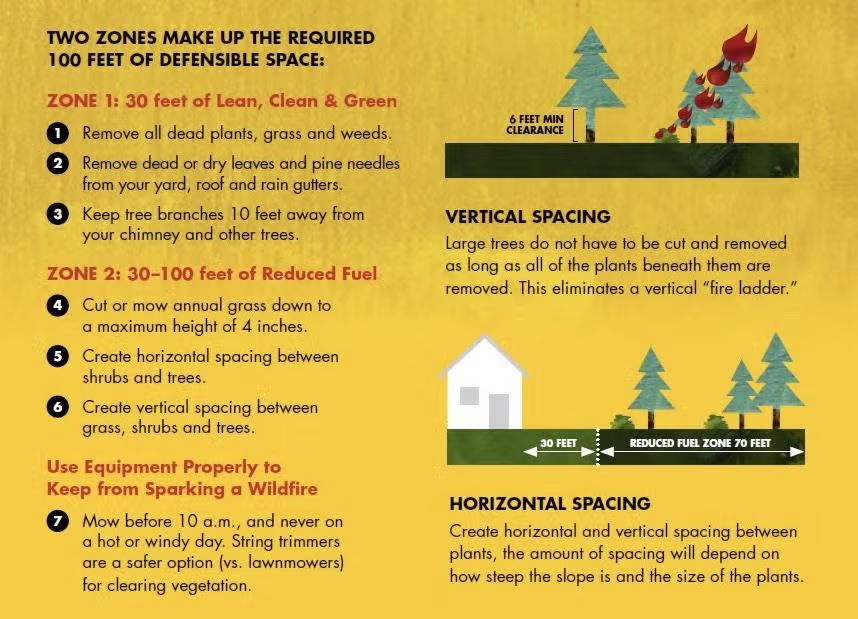 TWO ZONES MAKE UP THE REQUIRED
100 FEET OF DEFENSIBLE SPACE:
ZONE 1: 30 feet of Lean, Clean & Green
1 Remove all dead plants, grass and weeds.
2 Remove dead or dry leaves and pine needles
from your yard, roof and rain gutters.
3 Keep tree branches 10 feet away from
your chimney and other trees.
ZONE 2: 30–100 feet of Reduced Fuel
4 Cut or mow annual grass down to
a maximum height of 4 inches.
5 Create horizontal spacing between
shrubs and trees.
6 Create vertical spacing between
grass, shrubs and trees.
Use Equipment Properly to
Keep from Sparking a Wildfire
7 Mow before 10 a.m., and never on
a hot or windy day. String trimmers
are a safer option (vs. lawnmowers)
for clearing vegetation.
6 FEET MIN
CLEARANCE
VERTICAL SPACING
Large trees do not have to be cut and removed
as long as all of the plants beneath them are
removed. This eliminates a vertical “fire ladder.”
30 FEET
REDUCED FUEL ZONE 70 FEET
HORIZONTAL SPACING
Create horizontal and vertical spacing between
plants, the amount of spacing will depend on
how steep the slope is and the size of the plants.